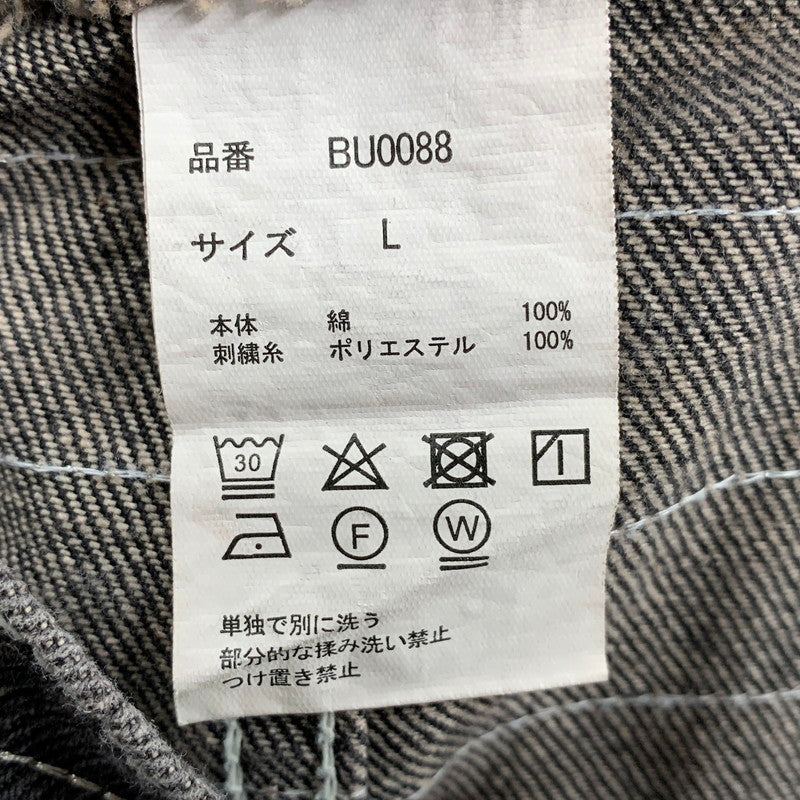 品番 BU0088
サイズ L
本体 綿 100%
刺繍糸 ポリエステル 100%
30
F W
単独で別に洗う
部分的な揉み洗い禁止
つけ置き禁止